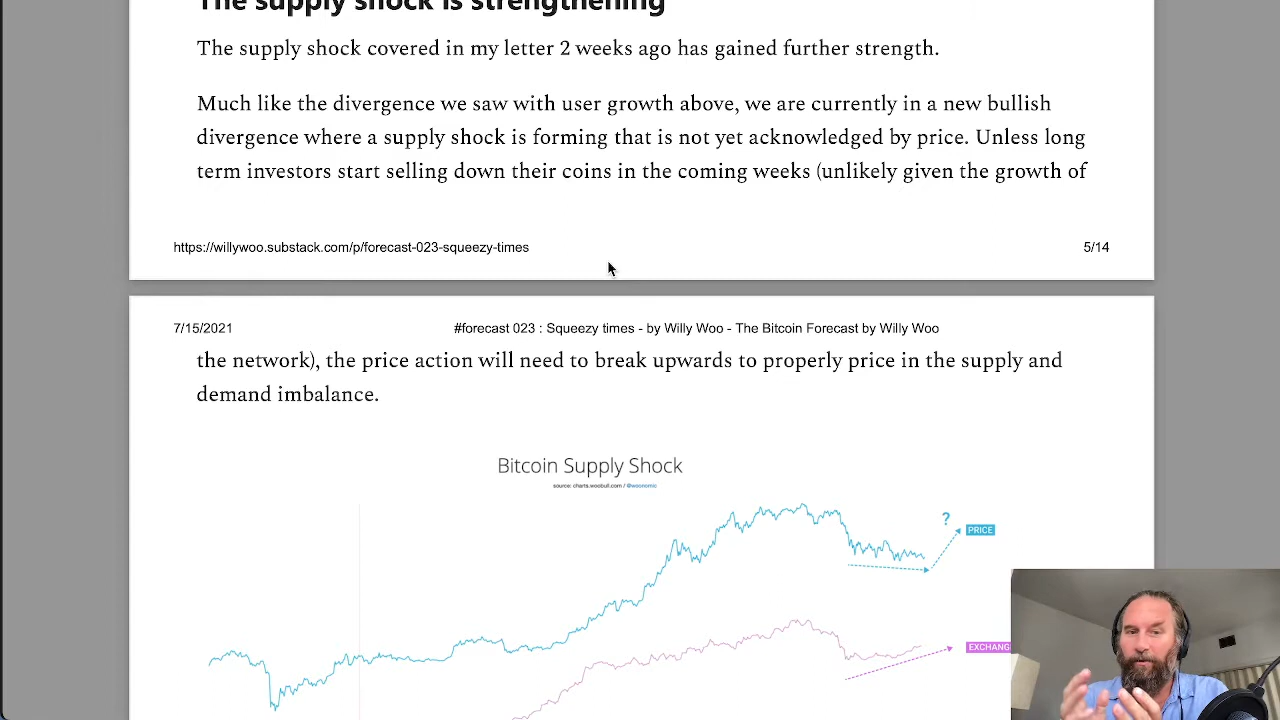 The supply shock is strengthening
The supply shock covered in my letter 2 weeks ago has gained further strength.
Much like the divergence we saw with user growth above, we are currently in a new bullish
divergence where a supply shock is forming that is not yet acknowledged by price. Unless long
term investors start selling down their coins in the coming weeks (unlikely given the growth of
https://willywoo.substack.com/p/forecast-023-squeezy-times 5/14
7/15/2021 #forecast 023 : Squeezy times - by Willy Woo - The Bitcoin Forecast by Willy Woo
the network), the price action will need to break upwards to properly price in the supply and
demand imbalance.
Bitcoin Supply Shock
source: charts.woobull.com / @woonomic
?
PRICE
EXCHANG